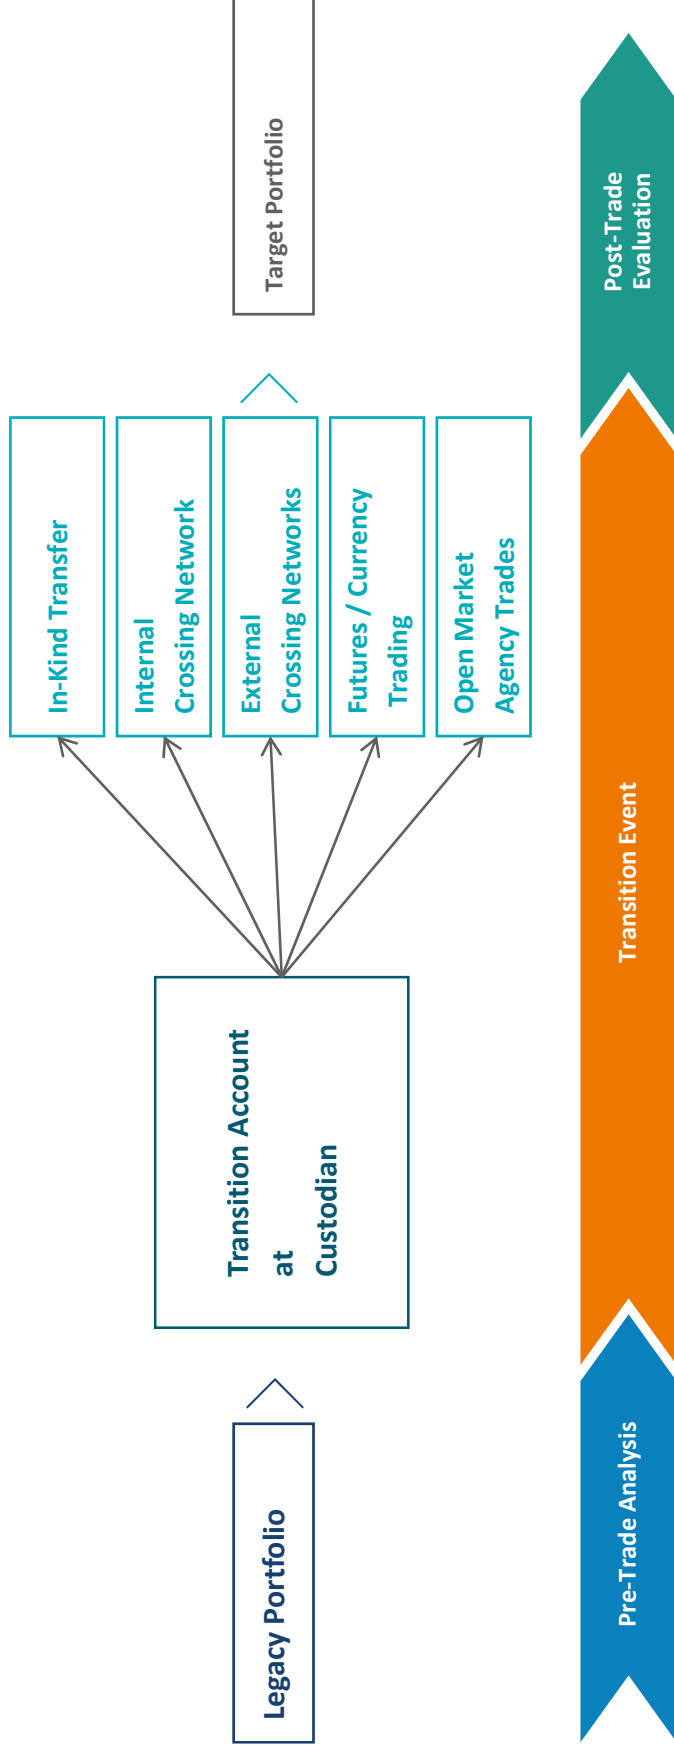 Legacy Portfolio
Transition Account
at
Custodian
In-Kind Transfer
Internal
Crossing Network
External
Crossing Networks
Futures / Currency
Trading
Open Market
Agency Trades
Target Portfolio
Pre-Trade Analysis
Transition Event
Post-Trade
Evaluation